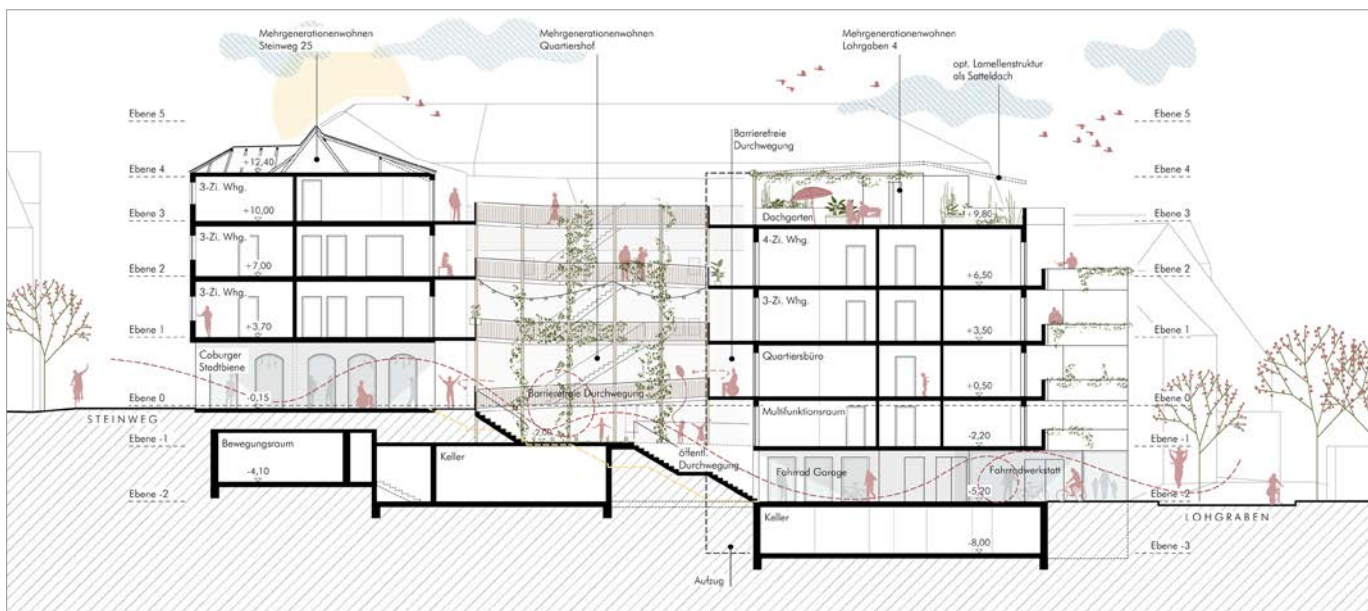 Mehrgenerationenwohnen
Steinweg 25
Mehrgenerationenwohnen
Quartiershof
Mehrgenerationenwohnen
Lohrgaben 4
opt. Lamellenstruktur
als Satteldach
Ebene 5
Ebene 5
Barrierefreie
Durchwegung
+12,40
Ebene 4
Ebene 4
3-Zi. Whg.
+10,00
Dachgarten
+9,80
Ebene 3
Ebene 3
3-Zi. Whg.
+7,00
4-Zi. Whg.
+6,50
Ebene 2
Ebene 2
3-Zi. Whg.
+3,70
3-Zi. Whg.
+3,50
Ebene 1
Ebene 1
Coburger
Stadtbiene
-0,15
Quartiersbüro
+0,50
Barrierefreie Durchwegung
Ebene 0
Ebene 0
STEINWEG
Multifunktionsraum
-2,20
Ebene -1
Ebene -1
Bewegungsraum
-4,10
Keller
öffentl.
Durchwegung
Fahrrad Garage
Fahrradwerkstatt
-5,20
Ebene -2
Ebene -2
LOHGRABEN
Keller
-8,00
Ebene -3
Aufzug